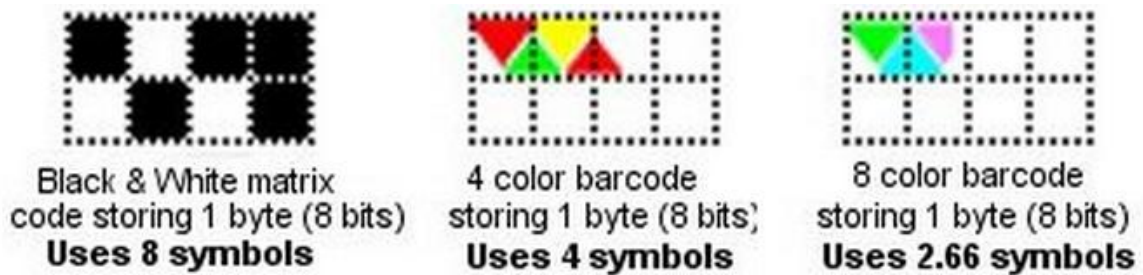 Black & White matrix
code storing 1 byte (8 bits)
Uses 8 symbols
4 color barcode
storing 1 byte (8 bits)
Uses 4 symbols
8 color barcode
storing 1 byte (8 bits)
Uses 2.66 symbols